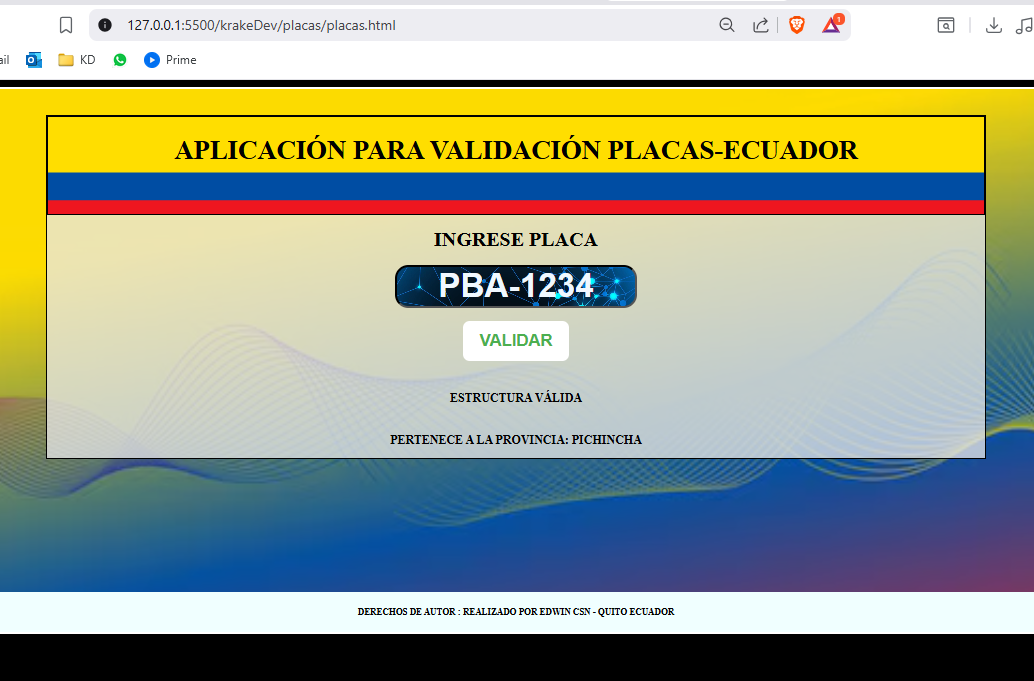 127.0.0.1:5500/krakeDev/placas/placas.html
1
ail
KD
Prime
APLICACIÓN PARA VALIDACIÓN PLACAS-ECUADOR
INGRESE PLACA
PBA-1234
VALIDAR
ESTRUCTURA VÁLIDA
PERTENECE A LA PROVINCIA: PICHINCHA
DERECHOS DE AUTOR : REALIZADO POR EDWIN CSN - QUITO ECUADOR